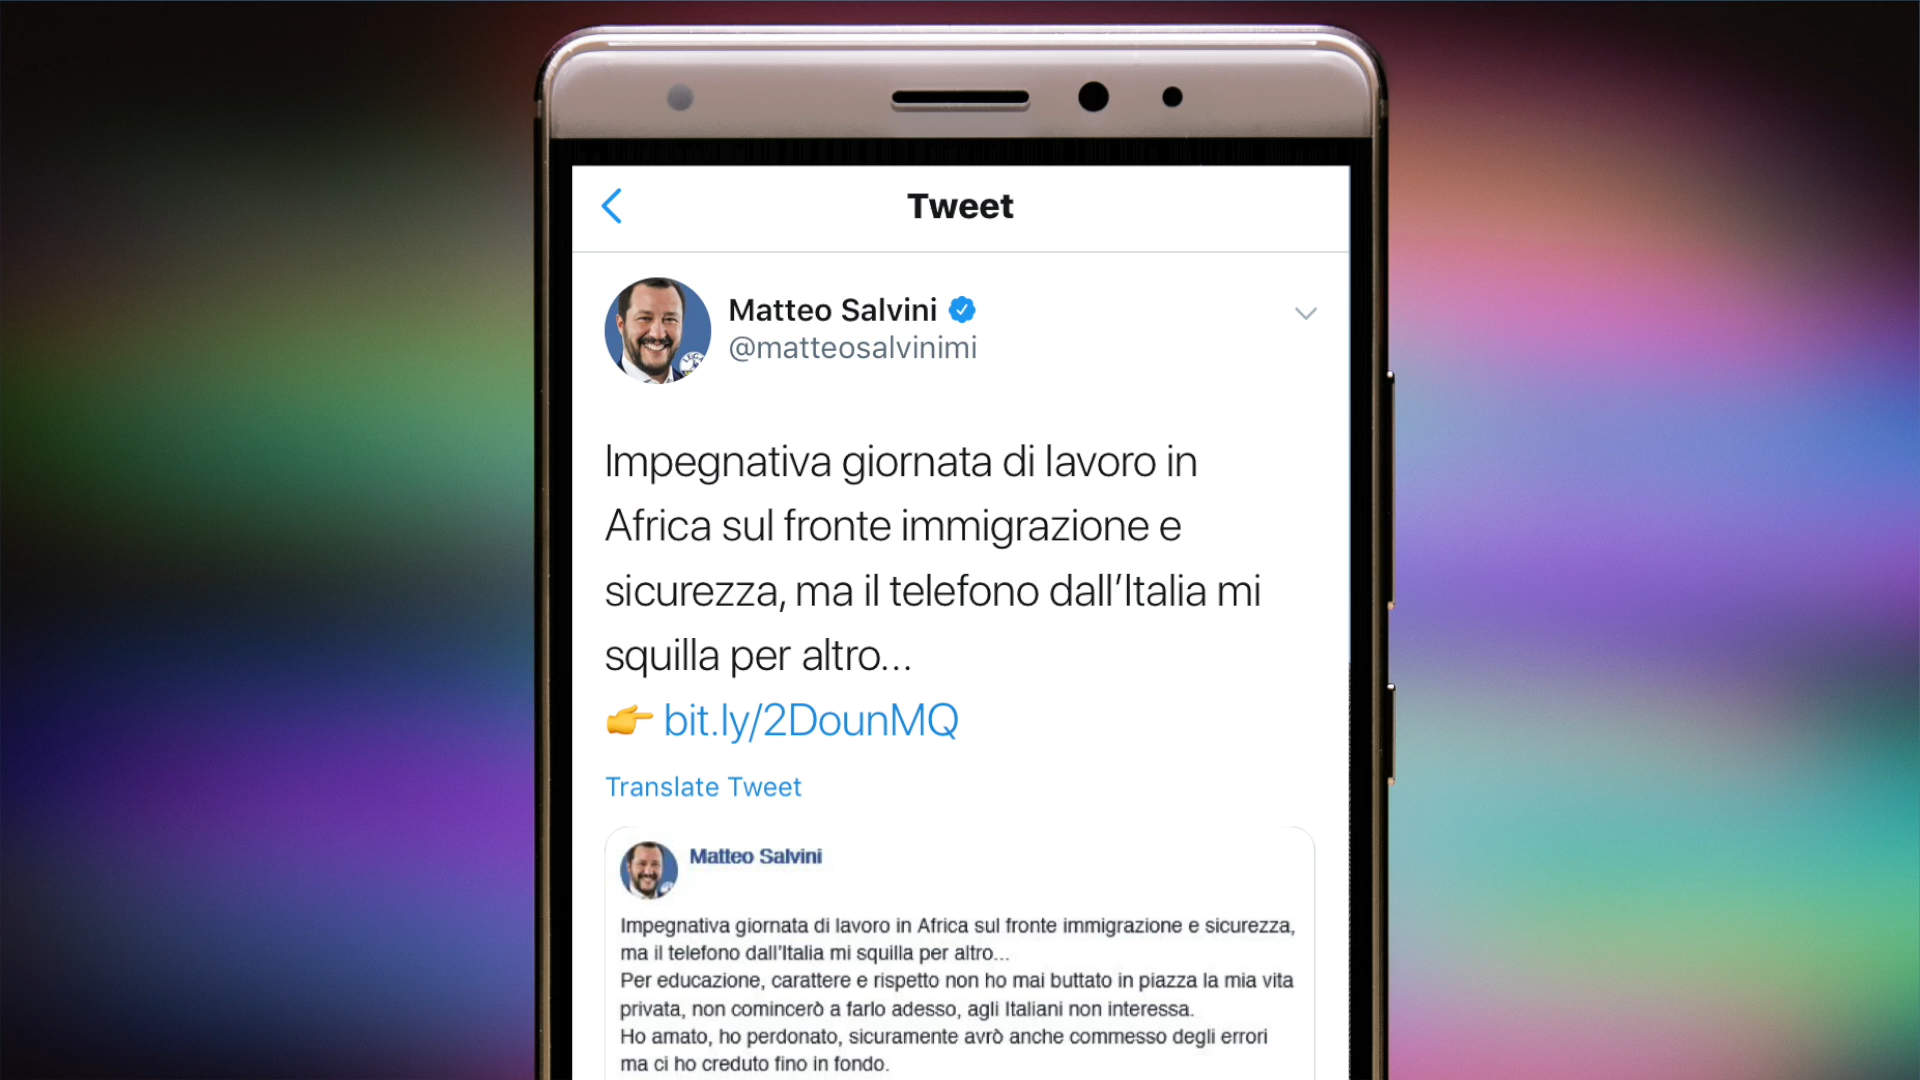 Tweet
Matteo Salvini
@matteosalvinimi
Impegnativa giornata di lavoro in
Africa sul fronte immigrazione e
sicurezza, ma il telefono dall’Italia mi
squilla per altro...
👉 bit.ly/2DounMQ
Translate Tweet
Matteo Salvini
Impegnativa giornata di lavoro in Africa sul fronte immigrazione e sicurezza,
ma il telefono dall'Italia mi squilla per altro...
Per educazione, carattere e rispetto non ho mai buttato in piazza la mia vita
privata, non comincerò a farlo adesso, agli Italiani non interessa.
Ho amato, ho perdonato, sicuramente avrò anche commesso degli errori
ma ci ho creduto fino in fondo.